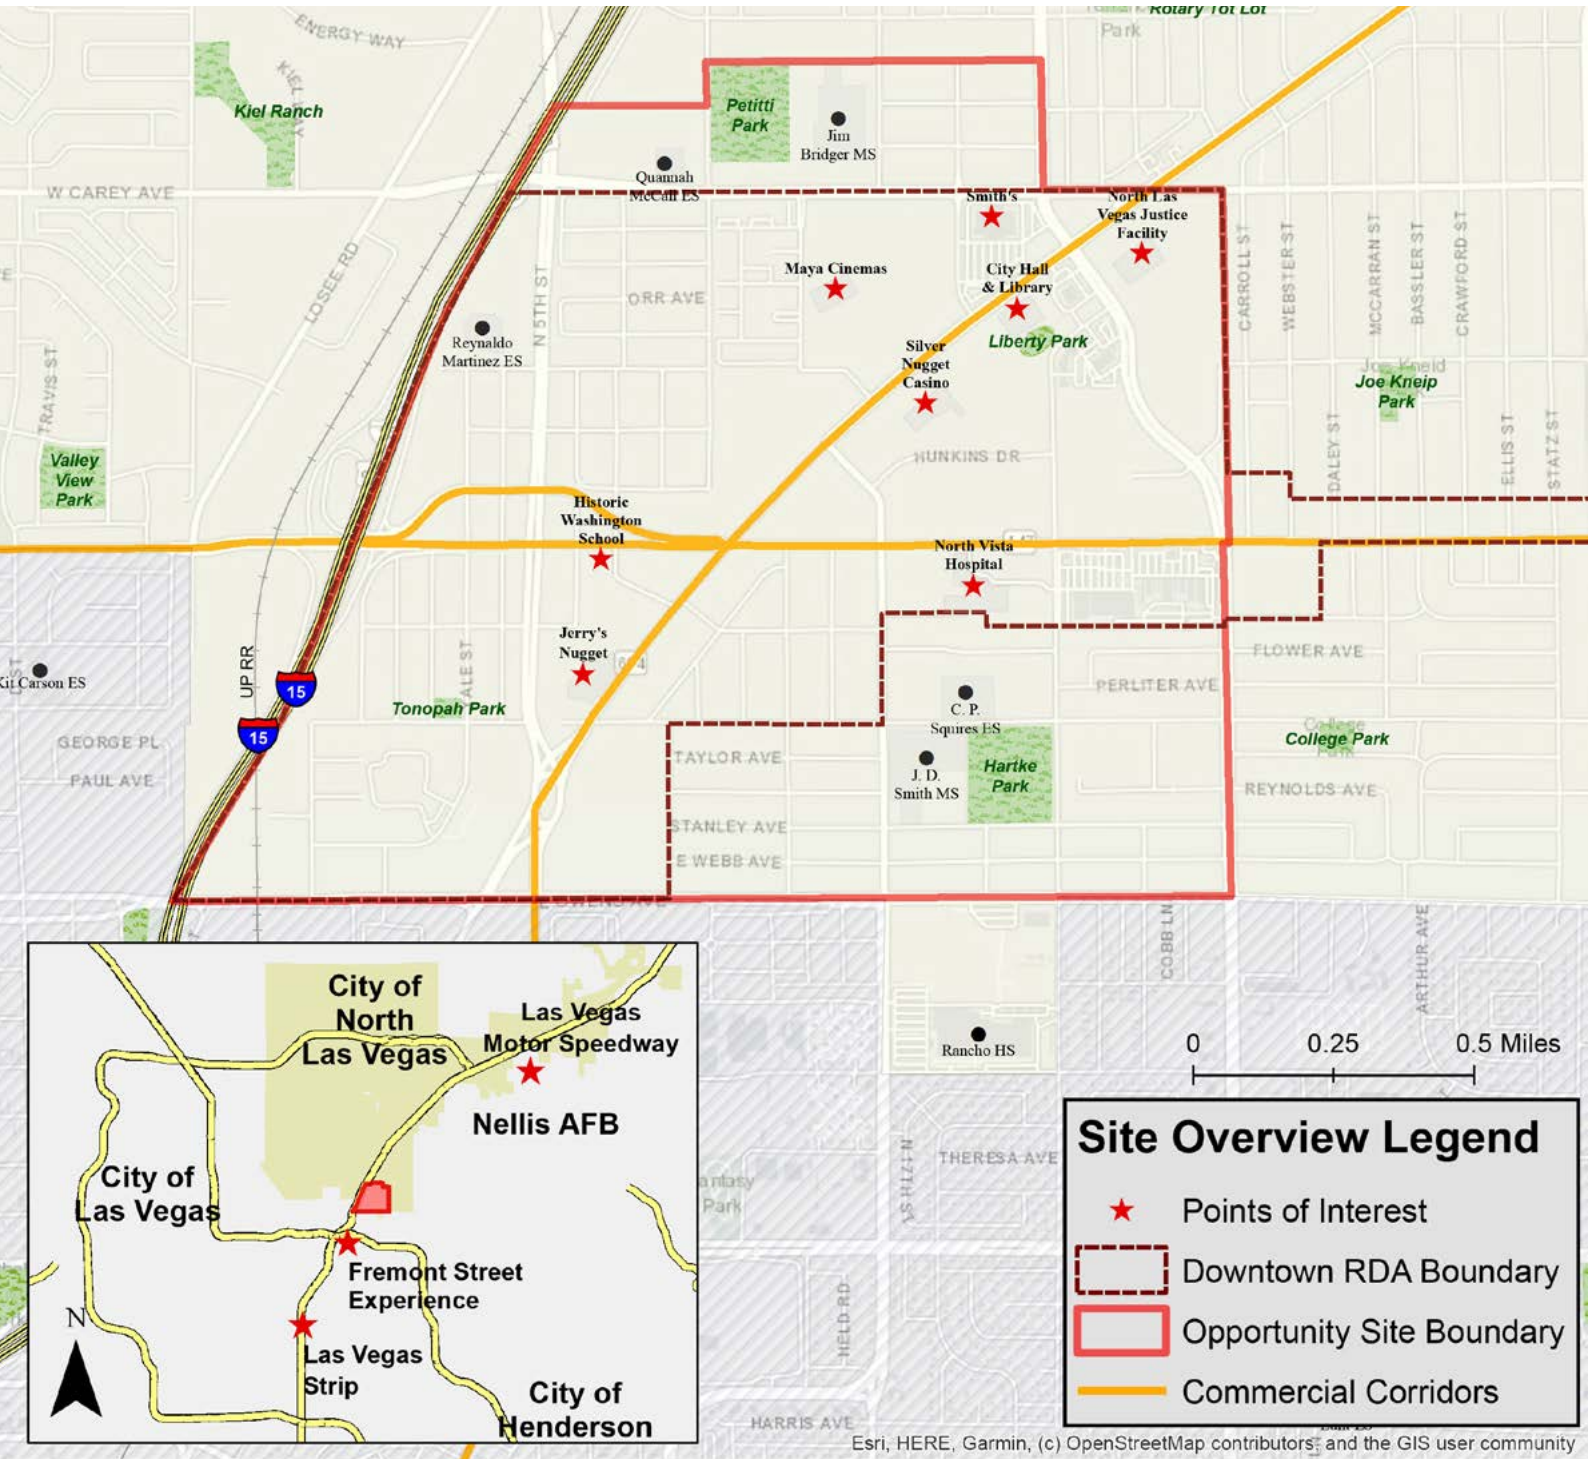 Rotary Tot Lot
Park
ENERGY WAY
KIEL WAY
Kiel Ranch
Petitti
Park
Jim
Bridger MS
Quannah
McCall ES
W CAREY AVE
Smith's
North Las
Vegas Justice
Facility
LOSEE RD
N 5TH ST
Maya Cinemas
City Hall
& Library
ORR AVE
CARROLL ST
WEBSTER ST
MCCARRAN ST
BASSLER ST
CRAWFORD ST
Reynaldo
Martinez ES
Liberty Park
Silver
Nugget
Casino
TRAVIS ST
Joe Kneip
Park
Valley
View
Park
HUNKINS DR
DALEY ST
ELLIS ST
STATZ ST
Historic
Washington
School
North Vista
Hospital
Jerry's
Nugget
UP RR
15
15
Kit Carson ES
ALE ST
Tonopah Park
FLOWER AVE
PERLITER AVE
C. P.
Squires ES
College
College Park
GEORGE PL
PAUL AVE
TAYLOR AVE
J. D.
Smith MS
Hartke
Park
REYNOLDS AVE
STANLEY AVE
E WEBB AVE
E OWENS AVE
COBB LN
ARTHUR AVE
Rancho HS
0 0.25 0.5 Miles
N 17TH ST
THERESA AVE
antasy
Park
HELD RD
HARRIS AVE
City of
North
Las Vegas
Las Vegas
Motor Speedway
Nellis AFB
City of
Las Vegas
Fremont Street
Experience
N
Las Vegas
Strip
City of
Henderson
Site Overview Legend
Points of Interest
Downtown RDA Boundary
Opportunity Site Boundary
Commercial Corridors
Esri, HERE, Garmin, (c) OpenStreetMap contributors, and the GIS user community